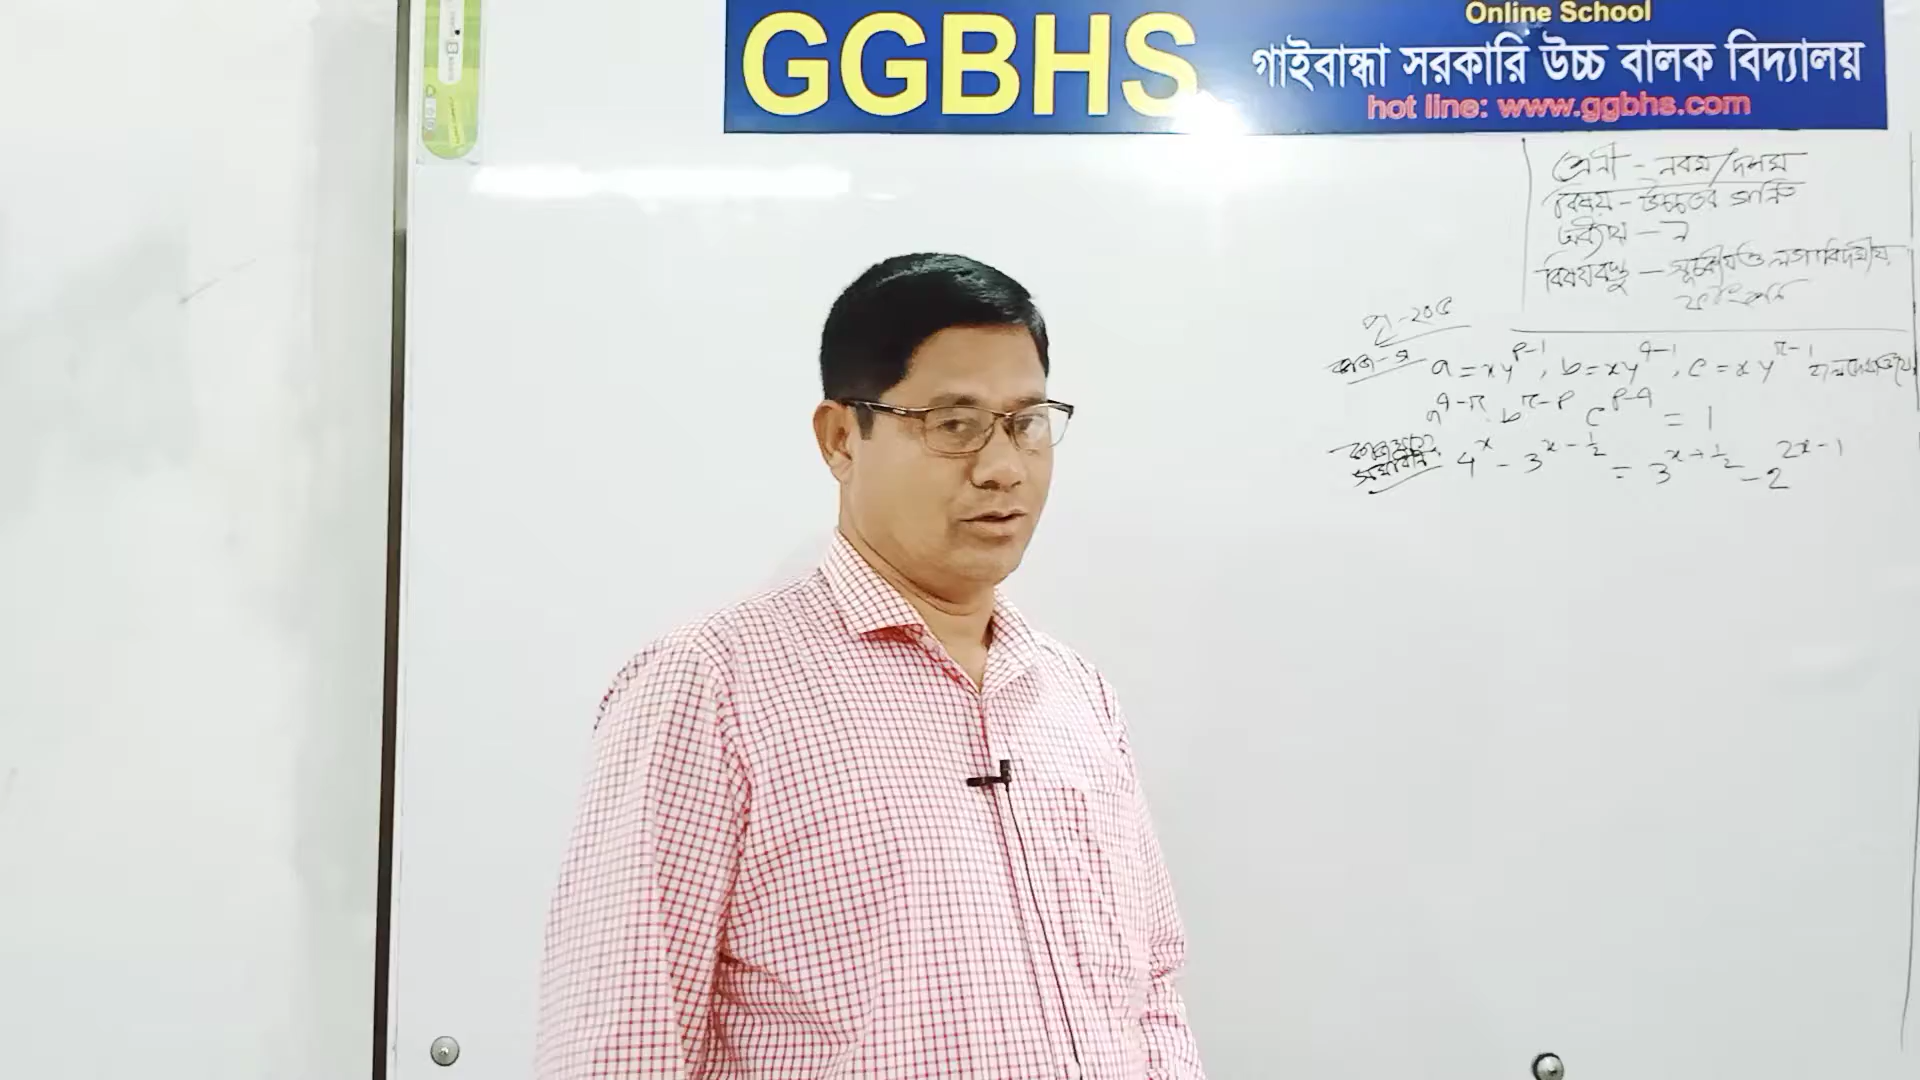 GGBHS
Online School
গাইবান্ধা সরকারি উচ্চ বালক বিদ্যালয়
hot line: www.ggbhs.com
শ্রেণী - নবম/দশম
বিষয় - উচ্চতর গণিত
অধ্যায় - ৯
বিষয়বস্তু - সূচকীয় ও লগারিদমীয়
ফাংশন
পৃ - ২০৫
কাজ - a = xy^{p-1}, b = xy^{q-1}, c = xy^{r-1} হলে দেখাও যে,
a^{q-r} . b^{r-p} c^{p-q} = 1
4^x - 3^{x-1/2} = 3^{x+1/2} - 2^{2x-1}